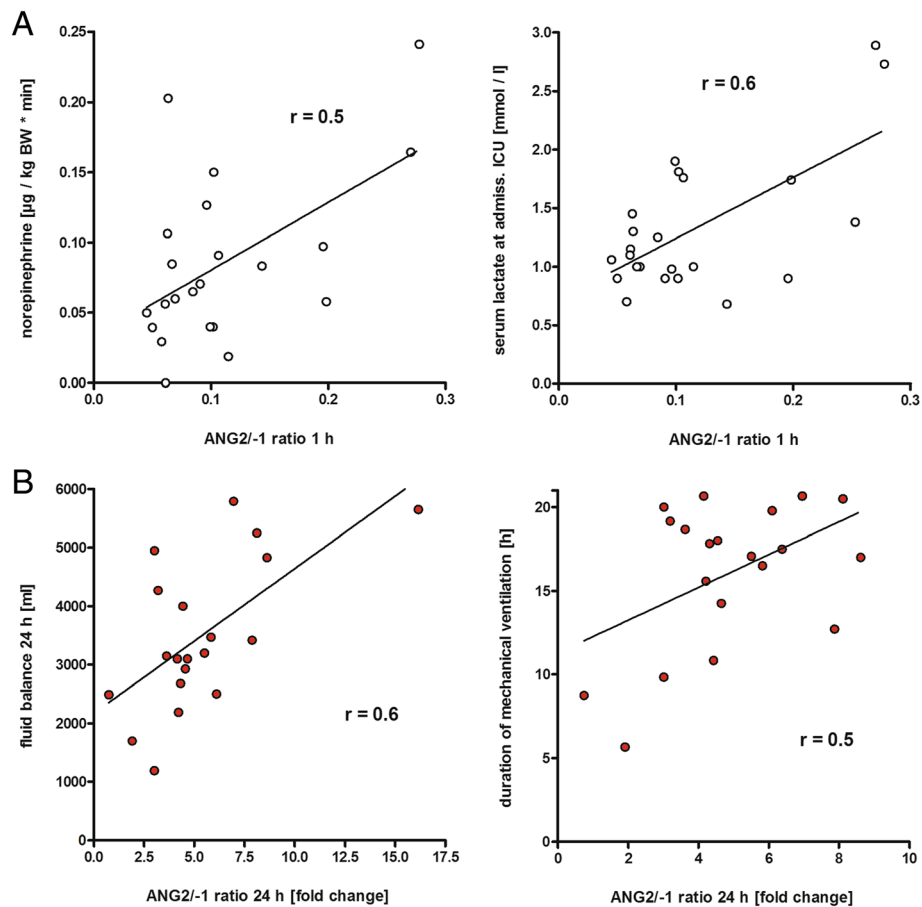 A
norepinephrine [µg / kg BW * min]
0.25
0.20
0.15
0.10
0.05
0.00
r = 0.5
0.0 0.1 0.2 0.3
ANG2/-1 ratio 1 h
serum lactate at admiss. ICU [mmol / l]
3.0
2.5
2.0
1.5
1.0
0.5
0.0
r = 0.6
0.0 0.1 0.2 0.3
ANG2/-1 ratio 1 h
B
fluid balance 24 h [ml]
6000
5000
4000
3000
2000
1000
0
r = 0.6
0.0 2.5 5.0 7.5 10.0 12.5 15.0 17.5
ANG2/-1 ratio 24 h [fold change]
duration of mechanical ventilation [h]
20
15
10
5
0
r = 0.5
0 2 4 6 8 10
ANG2/-1 ratio 24 h [fold change]